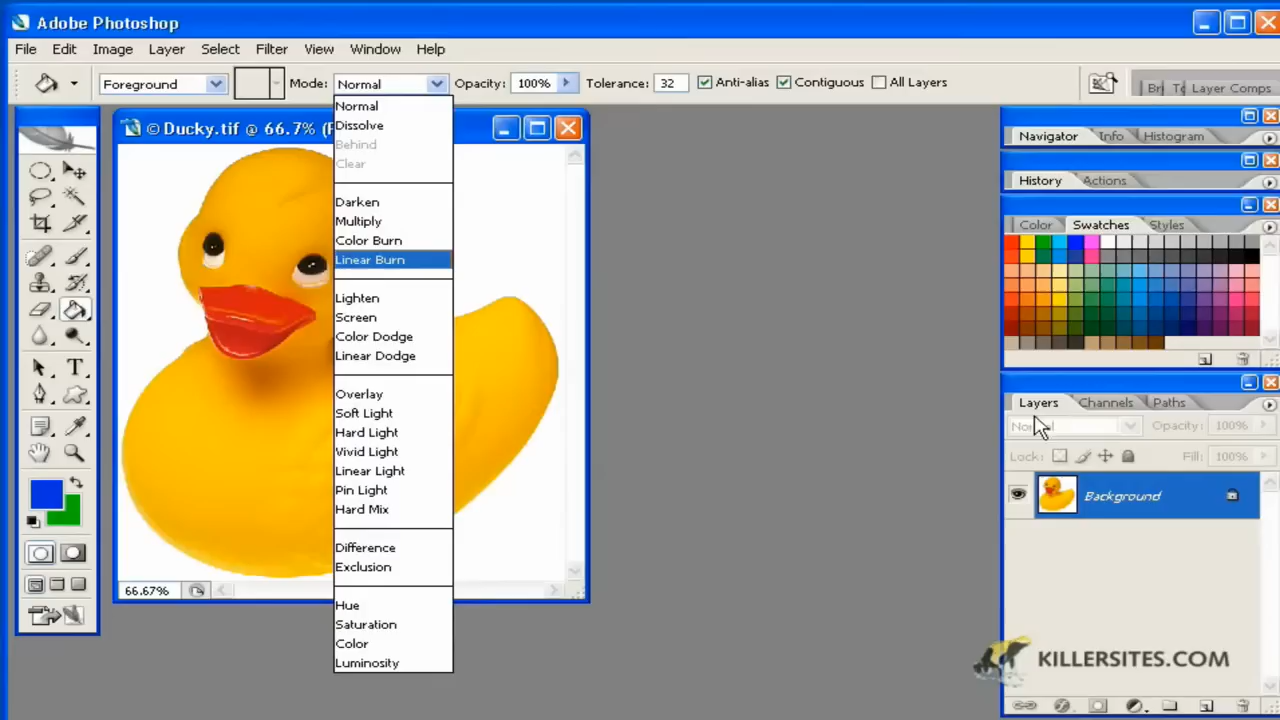 Adobe Photoshop
File Edit Image Layer Select Filter View Window Help
Foreground Mode: Normal Opacity: 100% Tolerance: 32 Anti-alias Contiguous All Layers
Layer Comps
© Ducky.tif @ 66.7%
Normal
Dissolve
Behind
Clear
Darken
Multiply
Color Burn
Linear Burn
Lighten
Screen
Color Dodge
Linear Dodge
Overlay
Soft Light
Hard Light
Vivid Light
Linear Light
Pin Light
Hard Mix
Difference
Exclusion
Hue
Saturation
Color
Luminosity
66.67%
Navigator Info Histogram
History Actions
Color Swatches Styles
Layers Channels Paths
Opacity: 100%
Lock: Fill: 100%
Background
KILLERSITES.COM